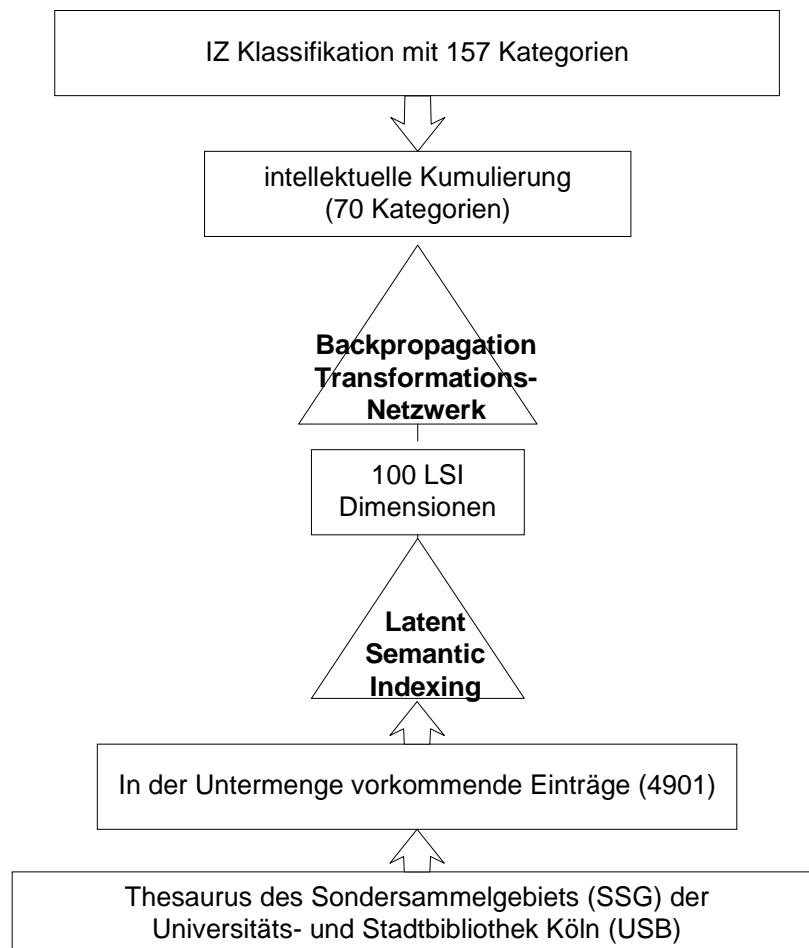 IZ Klassifikation mit 157 Kategorien
intellektuelle Kumulierung
(70 Kategorien)
Backpropagation
Transformations-
Netzwerk
100 LSI
Dimensionen
Latent
Semantic
Indexing
In der Untermenge vorkommende Einträge (4901)
Thesaurus des Sondersammelgebiets (SSG) der
Universitäts- und Stadtbibliothek Köln (USB)